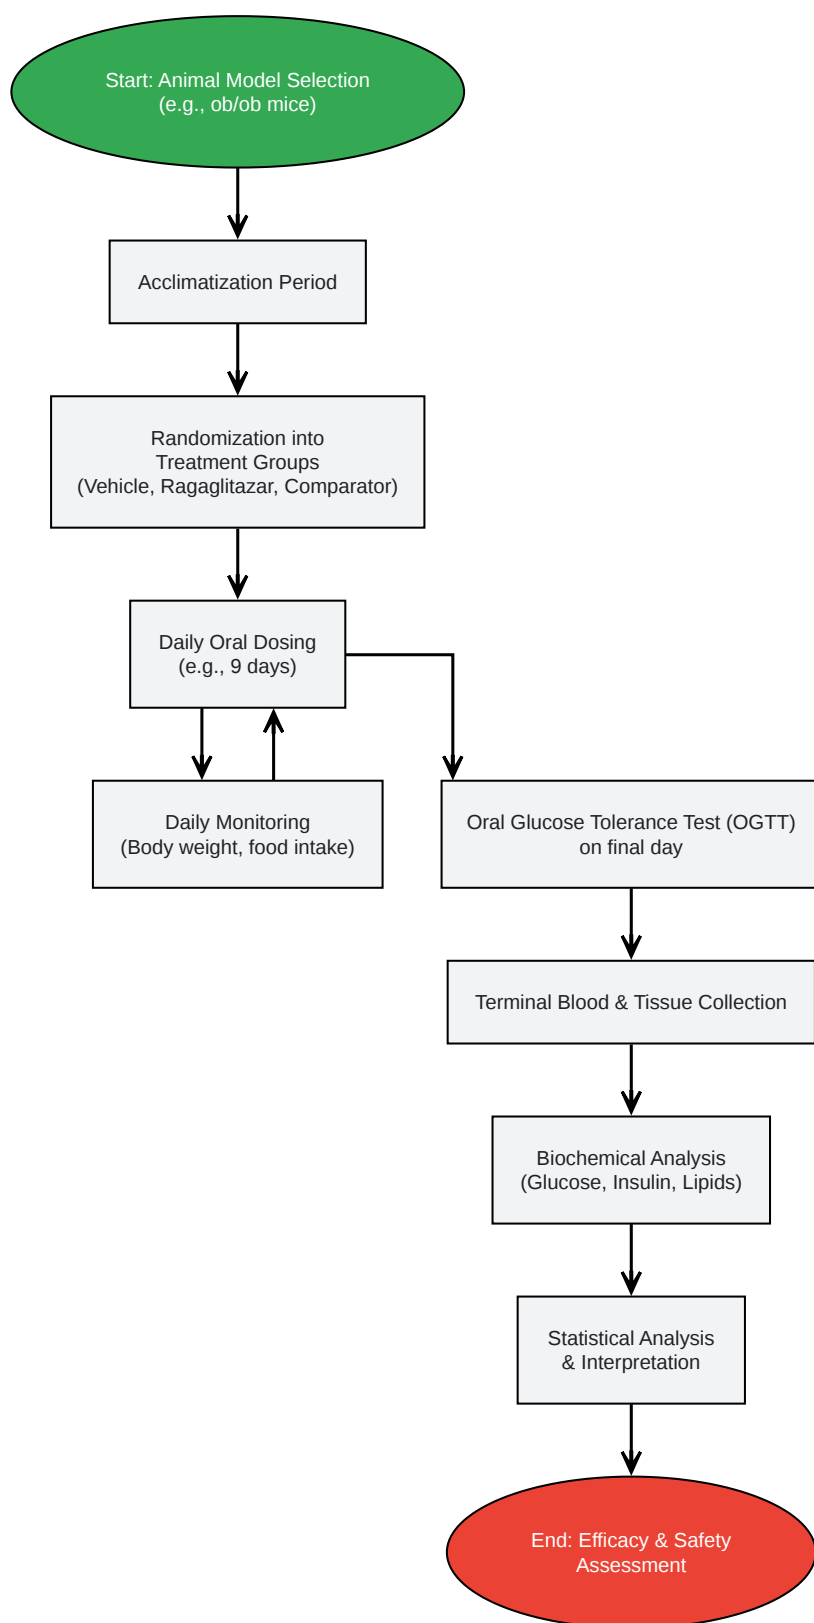 Start: Animal Model Selection
(e.g., ob/ob mice)
Acclimatization Period
Randomization into
Treatment Groups
(Vehicle, Ragaglitazar, Comparator)
Daily Oral Dosing
(e.g., 9 days)
Daily Monitoring
(Body weight, food intake)
Oral Glucose Tolerance Test (OGTT)
on final day
Terminal Blood & Tissue Collection
Biochemical Analysis
(Glucose, Insulin, Lipids)
Statistical Analysis
& Interpretation
End: Efficacy & Safety
Assessment